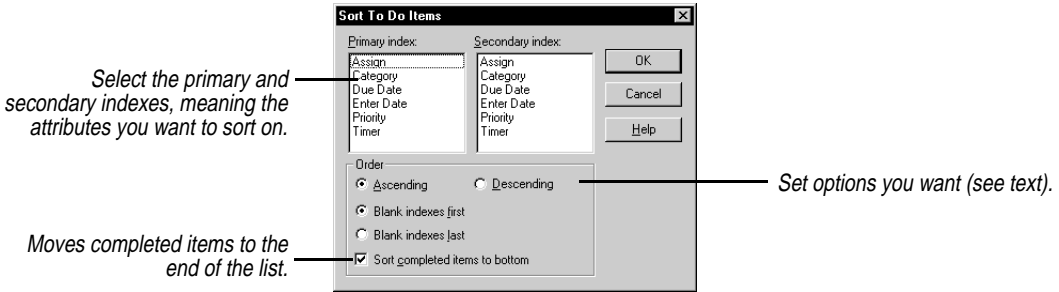 Sort To Do Items
Primary index:
Assign
Category
Due Date
Enter Date
Priority
Timer
Secondary index:
Assign
Category
Due Date
Enter Date
Priority
Timer
OK
Cancel
Help
Order
Ascending
Descending
Blank indexes first
Blank indexes last
Sort completed items to bottom
Select the primary and
secondary indexes, meaning the
attributes you want to sort on.
Set options you want (see text).
Moves completed items to the
end of the list.